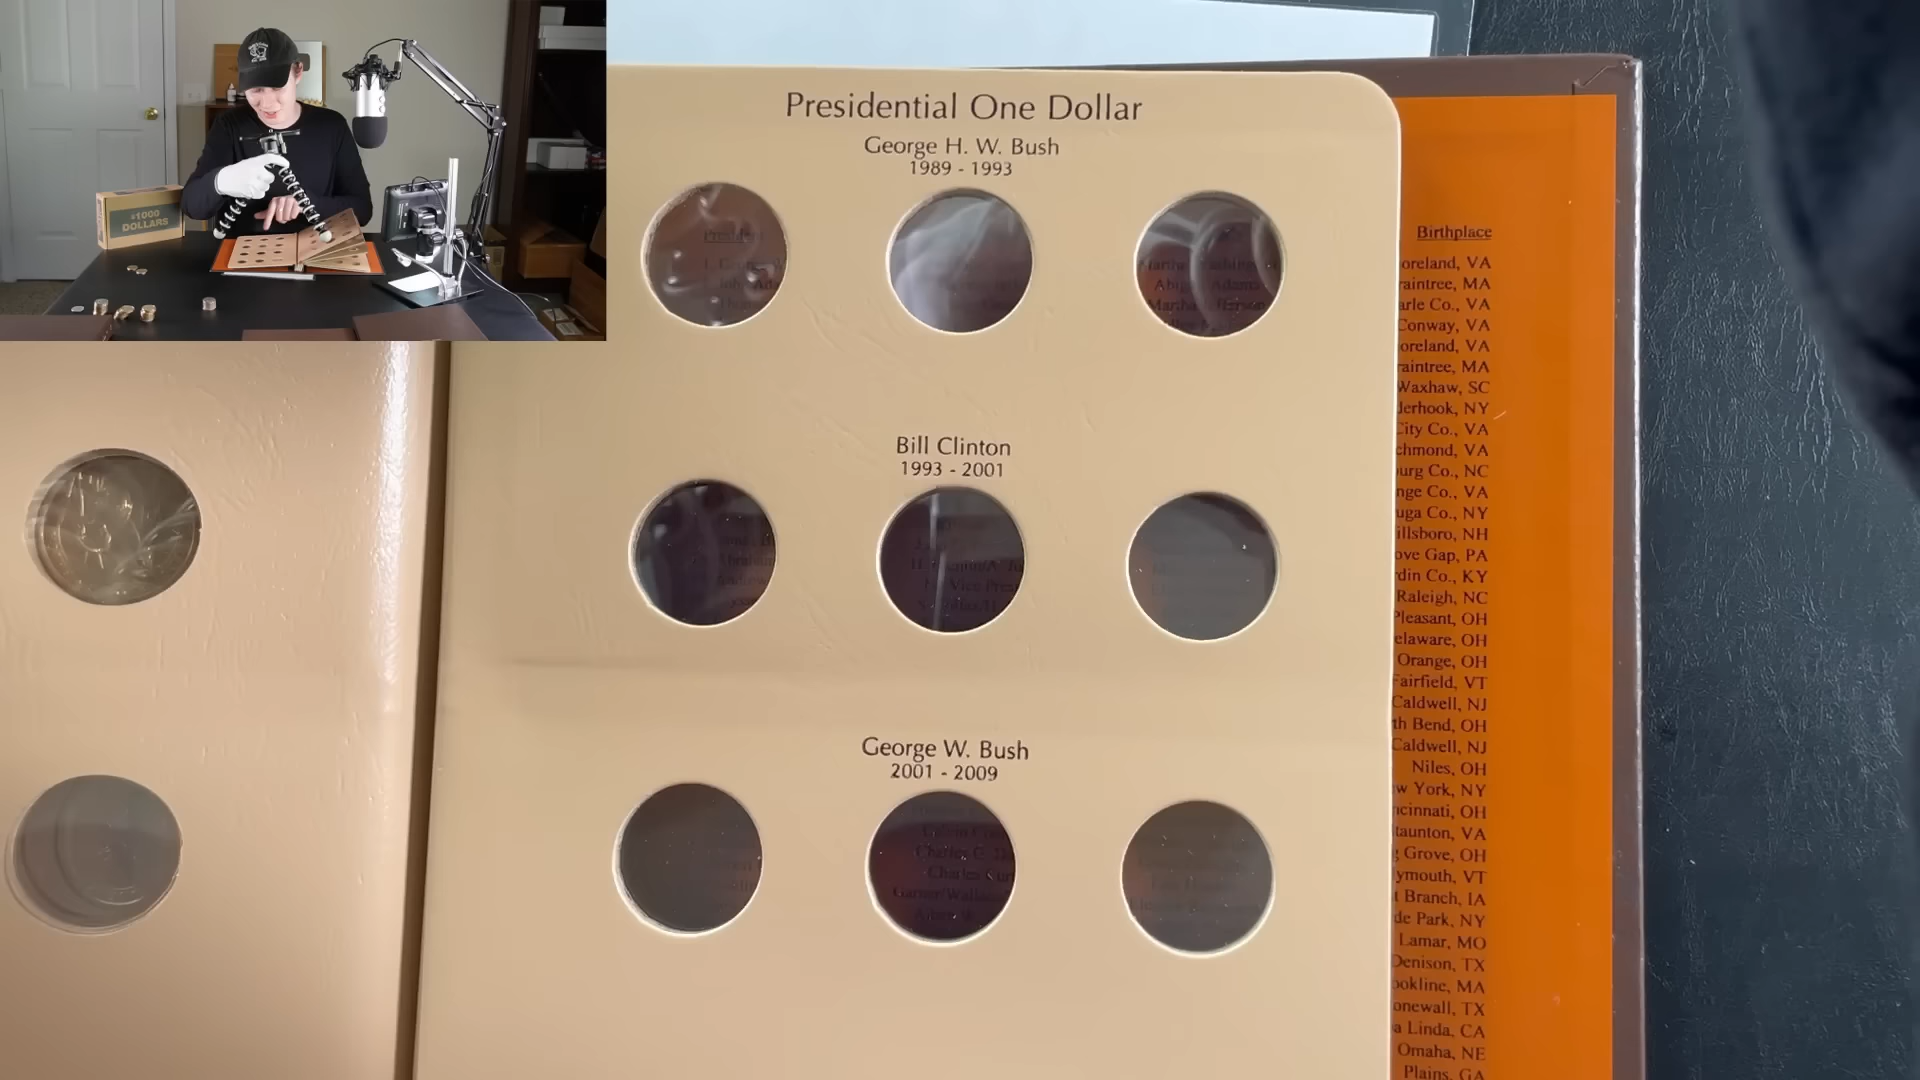 $1000
DOLLARS
Presidential One Dollar
George H. W. Bush
1989 - 1993
Bill Clinton
1993 - 2001
George W. Bush
2001 - 2009
Birthplace
oreland, VA
raintree, MA
arle Co., VA
Conway, VA
oreland, VA
raintree, MA
Waxhaw, SC
derhook, NY
City Co., VA
chmond, VA
urg Co., NC
nge Co., VA
uga Co., NY
illsboro, NH
ove Gap, PA
rdin Co., KY
Raleigh, NC
Pleasant, OH
elaware, OH
Orange, OH
Fairfield, VT
Caldwell, NJ
th Bend, OH
Caldwell, NJ
Niles, OH
w York, NY
ncinnati, OH
taunton, VA
g Grove, OH
ymouth, VT
t Branch, IA
de Park, NY
Lamar, MO
Denison, TX
ookline, MA
onewall, TX
a Linda, CA
Omaha, NE
Plains, GA